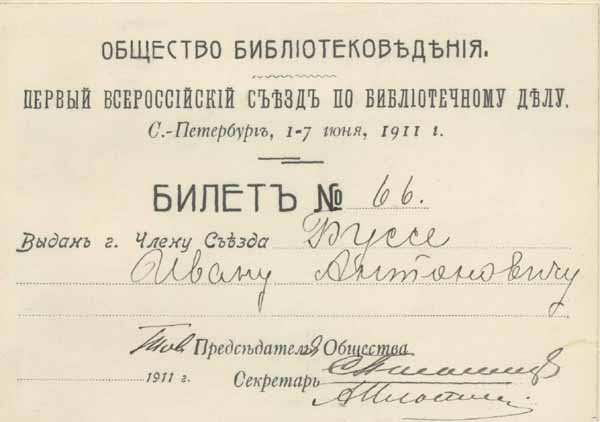 ОБЩЕСТВО БИБЛІОТЕКОВѢДѢНІЯ.
ПЕРВЫЙ ВСЕРОССІЙСКІЙ СЪѢЗДЪ ПО БИБЛІОТЕЧНОМУ ДѢЛУ.
С.-Петербургъ, 1-7 іюня, 1911 г.
БИЛЕТЪ № 66.
Выданъ г. Члену Съѣзда Буссе
Ивану Антоновичу
Тов. Предсѣдателя Общества
1911 г. Секретарь